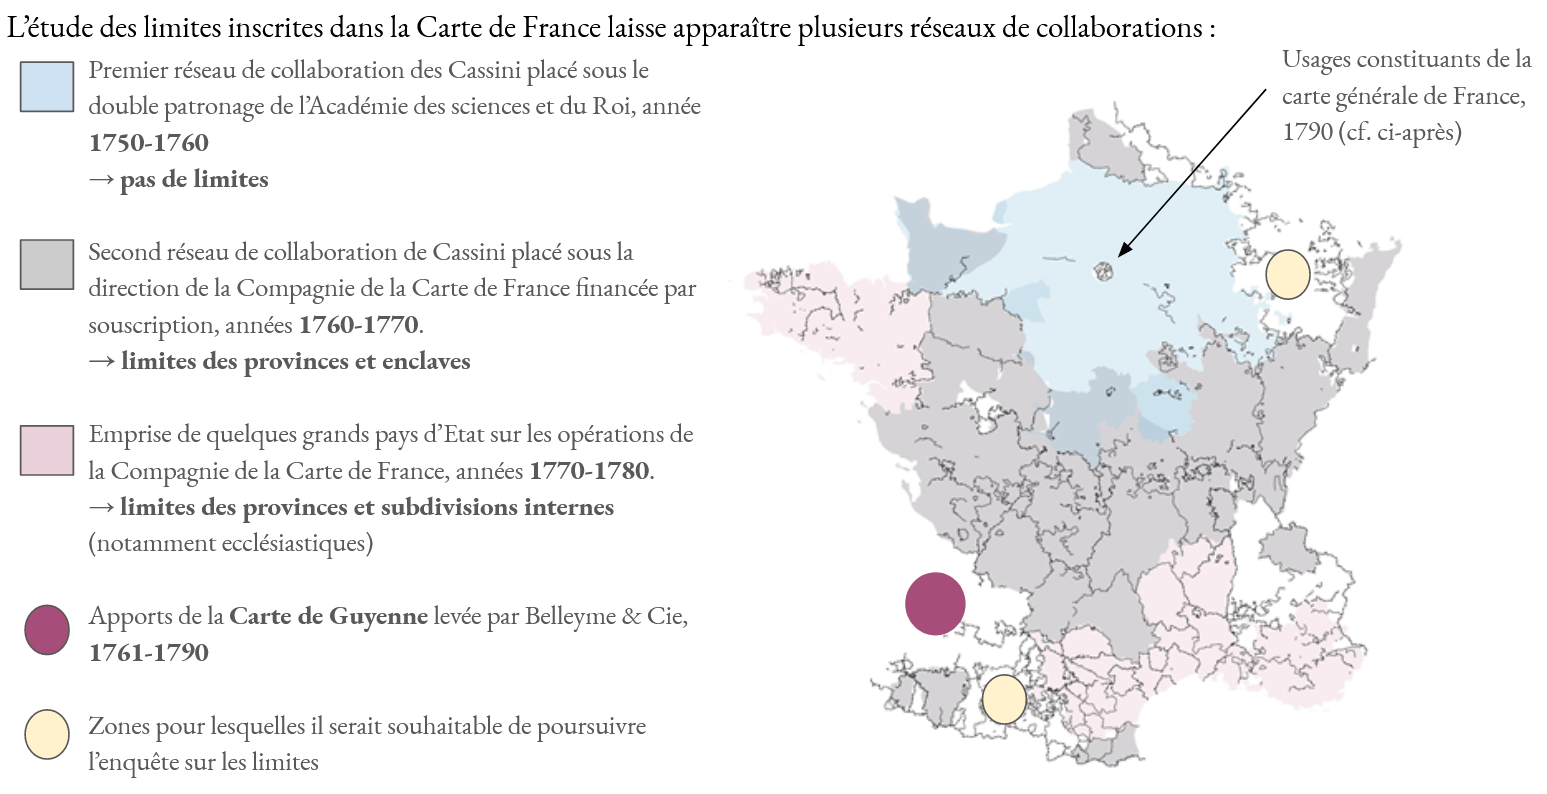 L’étude des limites inscrites dans la Carte de France laisse apparaître plusieurs réseaux de collaborations :
Premier réseau de collaboration des Cassini placé sous le
double patronage de l’Académie des sciences et du Roi, année
1750-1760
→ pas de limites
Second réseau de collaboration de Cassini placé sous la
direction de la Compagnie de la Carte de France financée par
souscription, années 1760-1770.
→ limites des provinces et enclaves
Emprise de quelques grands pays d’Etat sur les opérations de
la Compagnie de la Carte de France, années 1770-1780.
→ limites des provinces et subdivisions internes
(notamment ecclésiastiques)
Apports de la Carte de Guyenne levée par Belleyme & Cie,
1761-1790
Zones pour lesquelles il serait souhaitable de poursuivre
l’enquête sur les limites
Usages constituants de la
carte générale de France,
1790 (cf. ci-après)